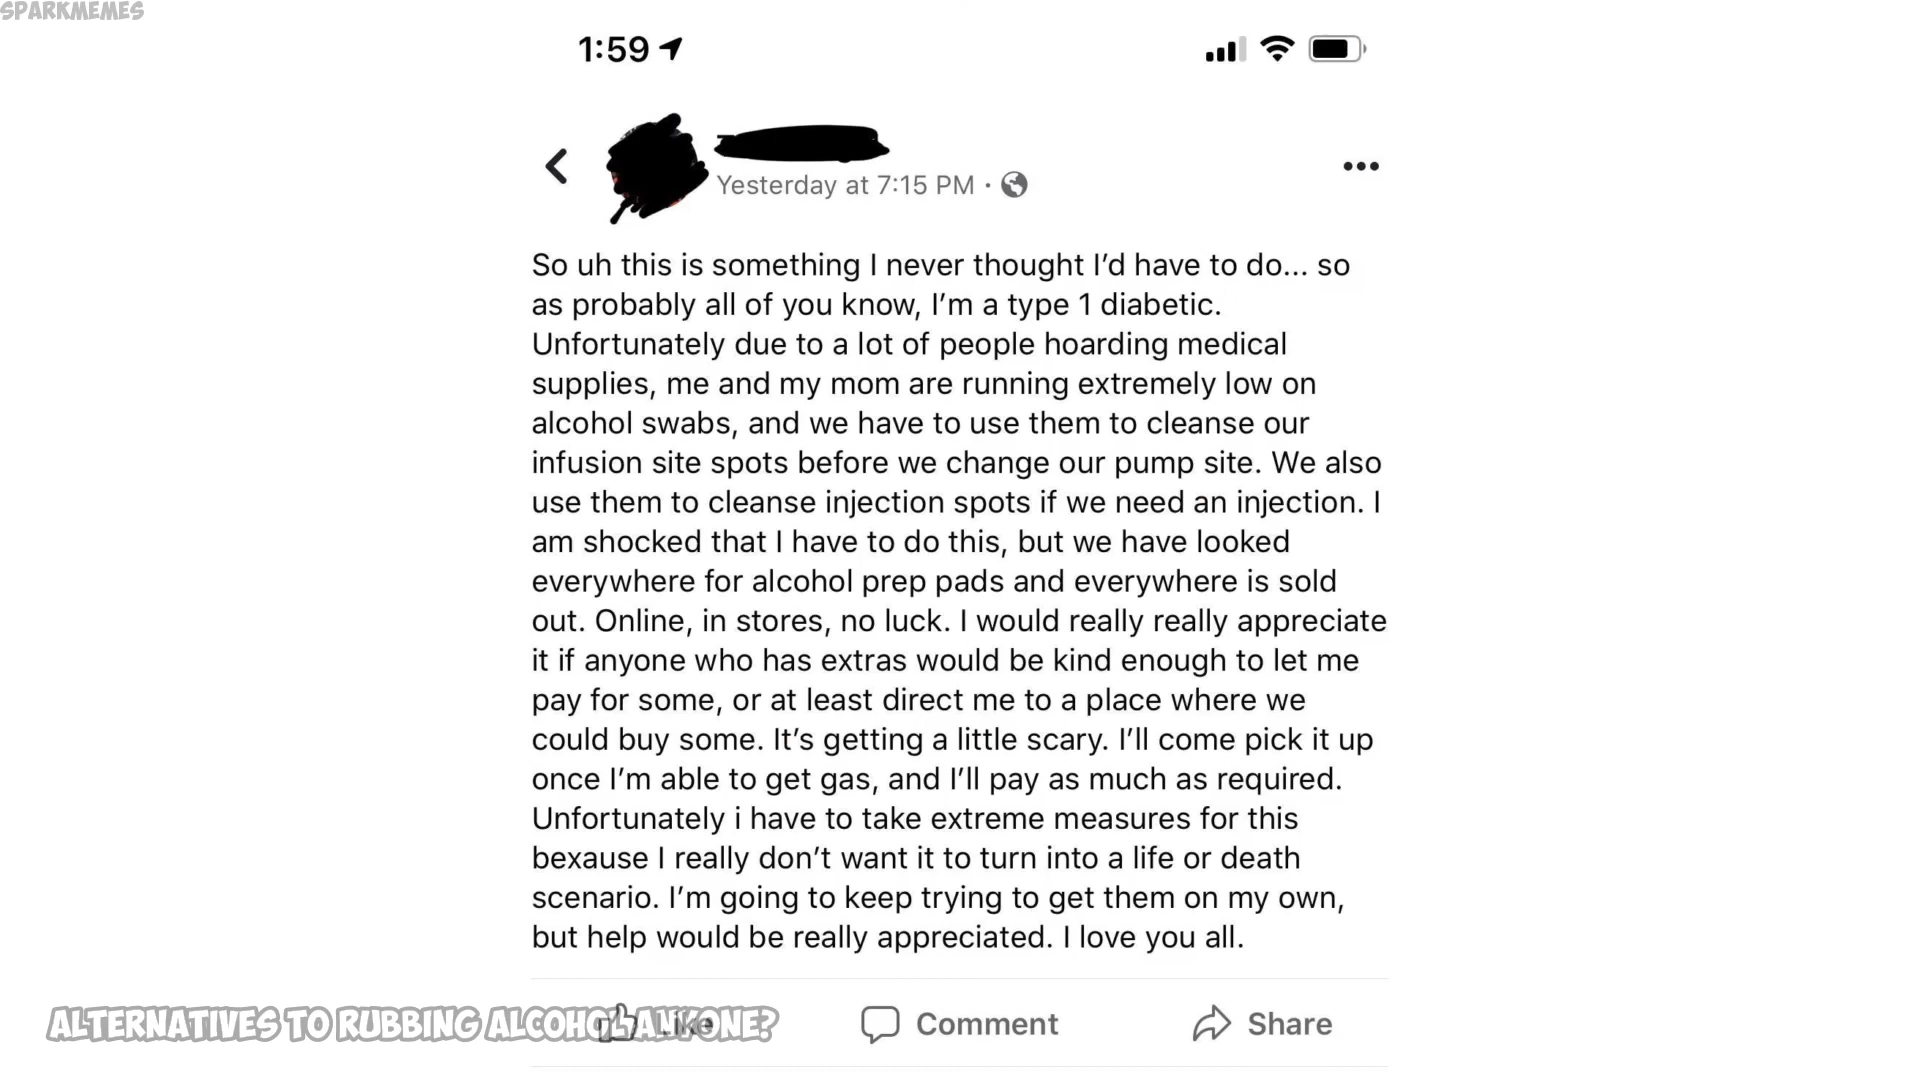 SPARKMEMES
1:59
Yesterday at 7:15 PM ·
So uh this is something I never thought I'd have to do... so
as probably all of you know, I'm a type 1 diabetic.
Unfortunately due to a lot of people hoarding medical
supplies, me and my mom are running extremely low on
alcohol swabs, and we have to use them to cleanse our
infusion site spots before we change our pump site. We also
use them to cleanse injection spots if we need an injection. I
am shocked that I have to do this, but we have looked
everywhere for alcohol prep pads and everywhere is sold
out. Online, in stores, no luck. I would really really appreciate
it if anyone who has extras would be kind enough to let me
pay for some, or at least direct me to a place where we
could buy some. It's getting a little scary. I'll come pick it up
once I'm able to get gas, and I'll pay as much as required.
Unfortunately i have to take extreme measures for this
bexause I really don't want it to turn into a life or death
scenario. I'm going to keep trying to get them on my own,
but help would be really appreciated. I love you all.
ALTERNATIVES TO RUBBING ALCOHOL ANYONE?
Like Comment Share